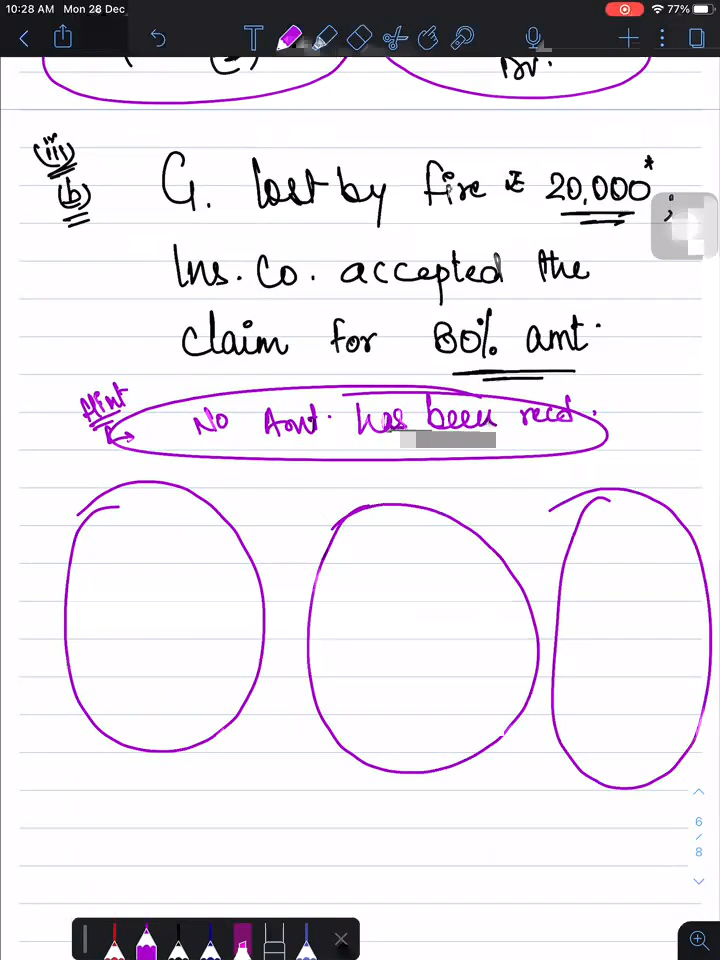 10:28 AM Mon 28 Dec 77%
Dr.
(iii)
(b) G. lost by fire ₹ 20,000* ;
Ins. Co. accepted the
claim for 80% amt.
Hint
No Amt. has been recd.
6
8